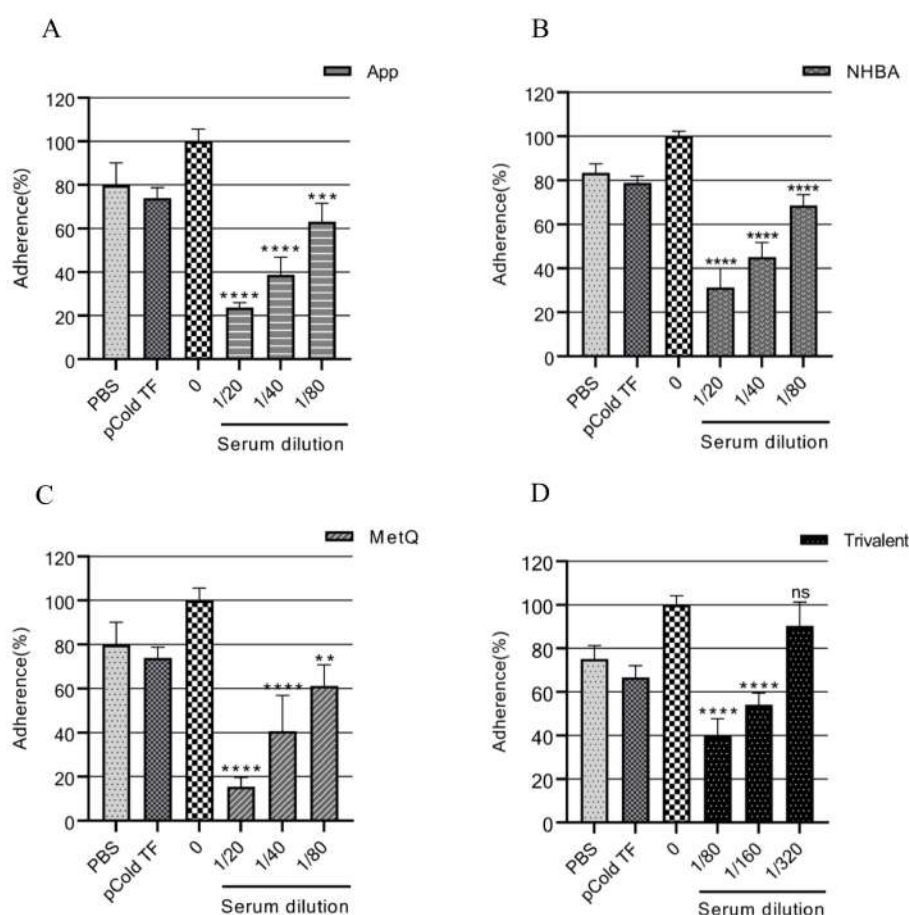 A
App
120
100
80
60
40
20
0
Adherence(%)
***
****
****
PBS
pCold TF
0
1/20
1/40
1/80
Serum dilution
B
NHBA
120
100
80
60
40
20
0
Adherence(%)
****
****
****
PBS
pCold TF
0
1/20
1/40
1/80
Serum dilution
C
MetQ
120
100
80
60
40
20
0
Adherence(%)
**
****
****
PBS
pCold TF
0
1/20
1/40
1/80
Serum dilution
D
Trivalent
120
100
80
60
40
20
0
Adherence(%)
ns
****
****
PBS
pCold TF
0
1/80
1/160
1/320
Serum dilution